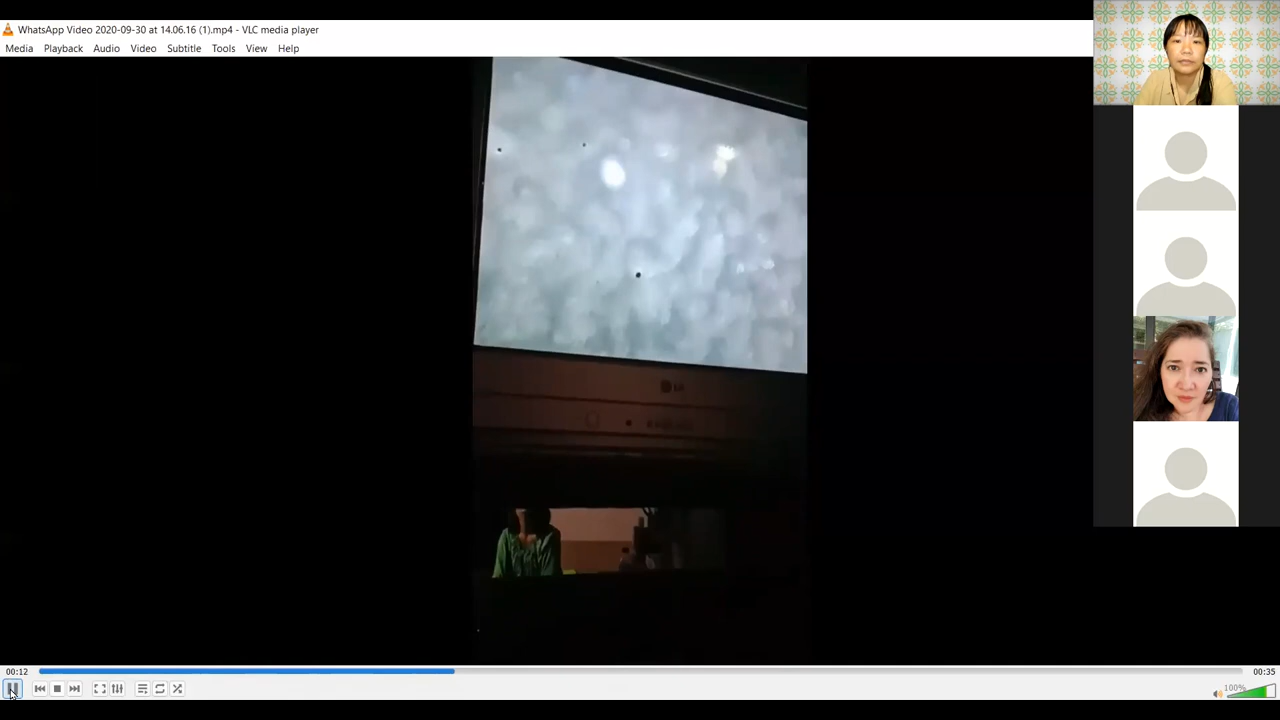 WhatsApp Video 2020-09-30 at 14.06.16 (1).mp4 - VLC media player
Media Playback Audio Video Subtitle Tools View Help
LG
00:12
00:35
100%